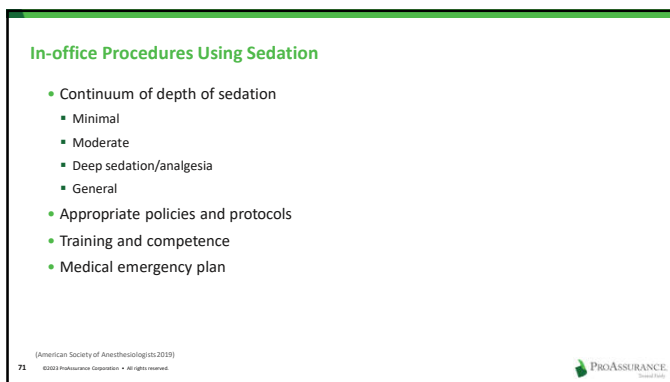 In-office Procedures Using Sedation
• Continuum of depth of sedation
▪ Minimal
▪ Moderate
▪ Deep sedation/analgesia
▪ General
• Appropriate policies and protocols
• Training and competence
• Medical emergency plan
(American Society of Anesthesiologists 2019)
71 ©2023 ProAssurance Corporation • All rights reserved.
PROASSURANCE